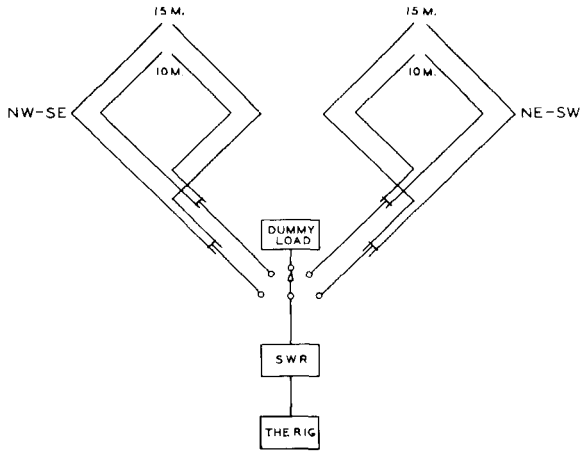 15 M.
15 M.
10 M.
10 M.
NW-SE
NE-SW
DUMMY
LOAD
SWR
THE RIG